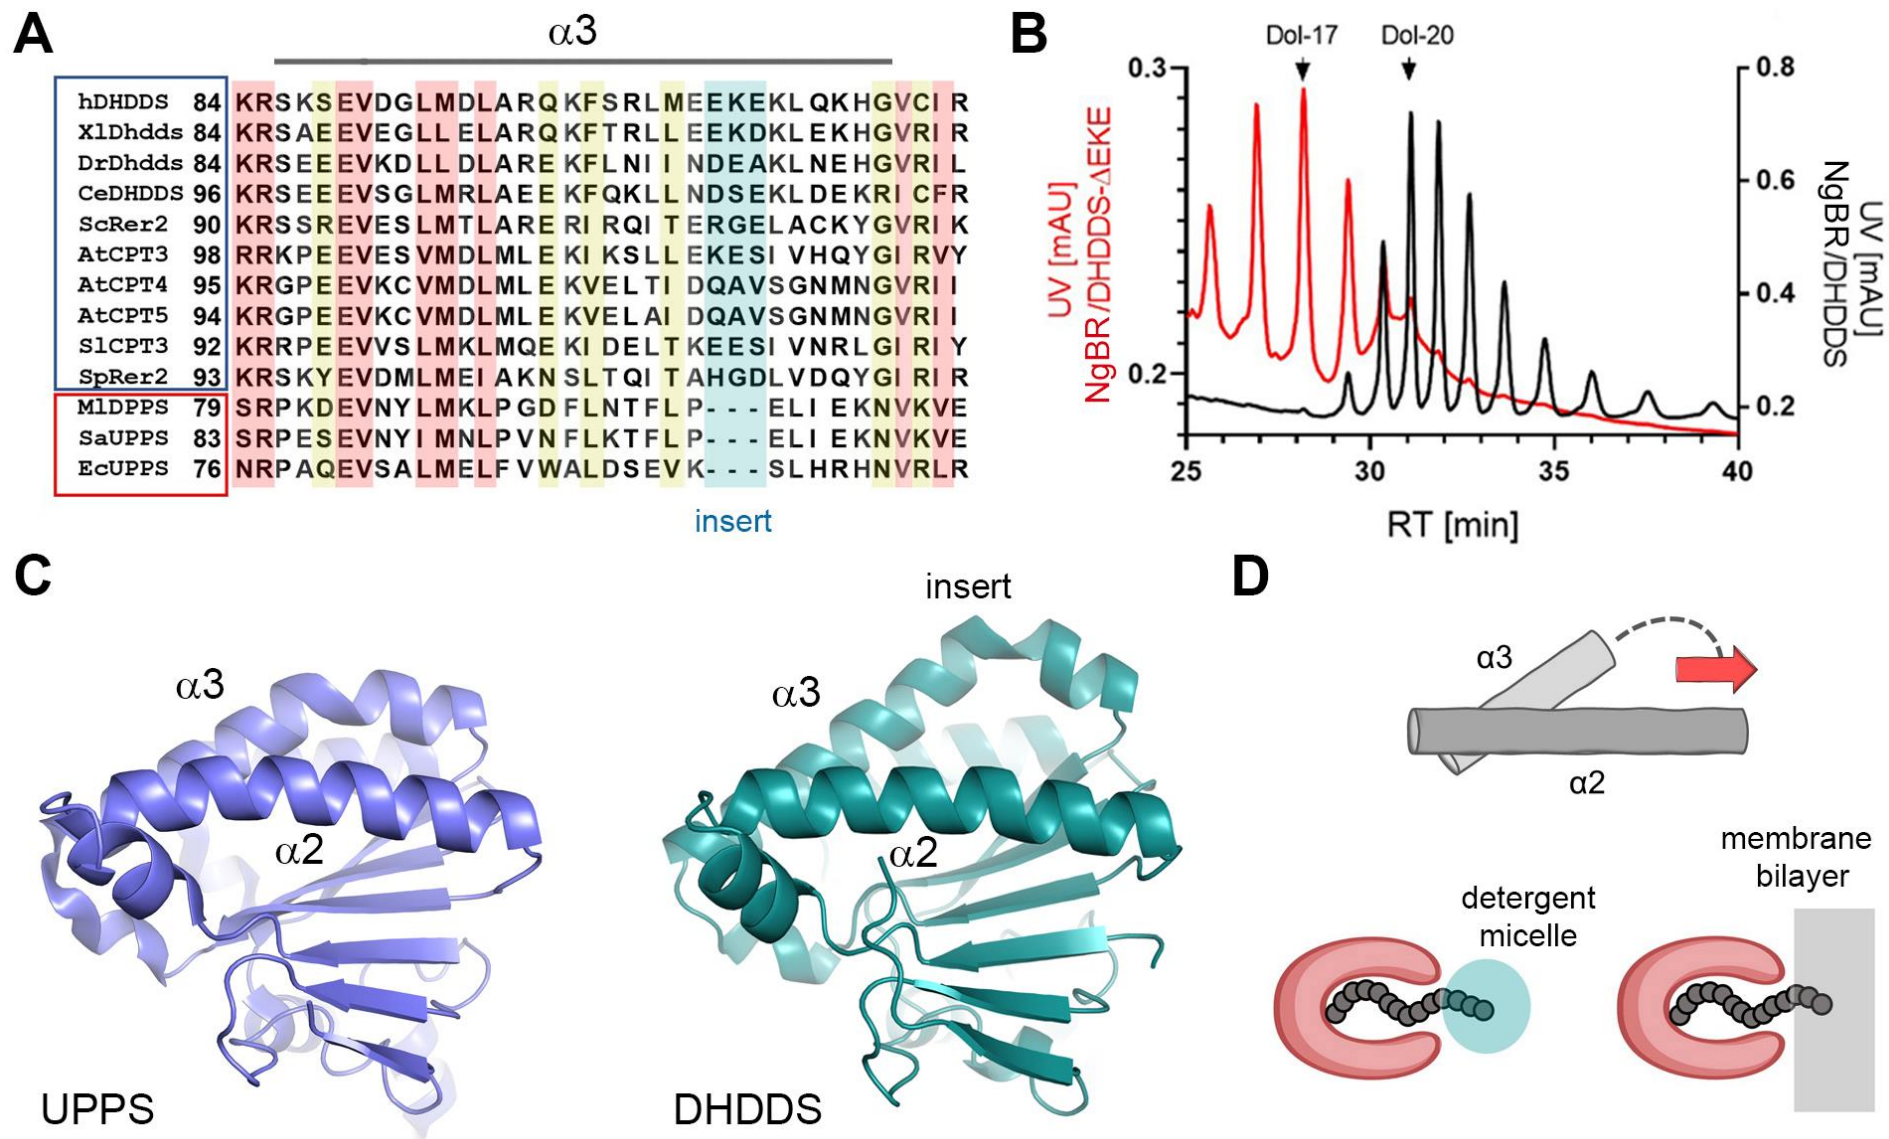 A
α3
hDHDDS 84 KRSKSEVDGLMDLARQKFSRLMEEKEKLQKHGVCIR
XlDhdds 84 KRSAEEVEGLLELARQKFTRLLEEKDKLEKHGVRIR
DrDhdds 84 KRSEEEVKDLLDLAREKFLNIINDEAKLNEHGVRIL
CeDHDDS 96 KRSEEEVSGLMRLAEEKFQKLLNDSEKLDEKRICFR
ScRer2 90 KRSSREVESLMTLARERIRQITERGELACKYGVRIK
AtCPT3 98 RRKPEEVESVMDLMLEKIKSLLEKESIVHQYGIRVY
AtCPT4 95 KRGPEEVKCVMDLMLEKVELTIDQAVSGNMNGVRII
AtCPT5 94 KRGPEEVKCVMDLMLEKVELAIDQAVSGNMNGVRII
SlCPT3 92 KRRPEEVVSLMKLMQEKIDELTKEESIVNRLGIRIY
SpRer2 93 KRSKYEVDMLMEIAKNSLTQITAHGDLVDQYGIRIR
MlDPPS 79 SRPKDEVNYLMKLPGDFLNTFLP---ELIEKNVKVE
SaUPPS 83 SRPESEVNYIMNLPVNFLKTFLP---ELIEKNVKVE
EcUPPS 76 NRPAQEVSALMELFVWALDSEVK---SLHRHNVRLR
insert
B
Dol-17
Dol-20
0.3
0.2
UV [mAU]
NgBR/DHDDS-ΔEKE
0.8
0.6
0.4
0.2
UV [mAU]
NgBR/DHDDS
25
30
35
40
RT [min]
C
α3
α2
UPPS
insert
α3
α2
DHDDS
D
α3
α2
detergent
micelle
membrane
bilayer